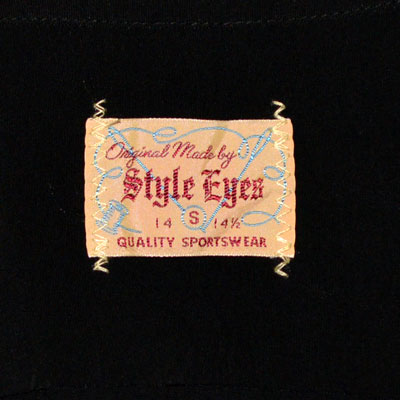 Original Made by
Style Eyes
14 S 14½
QUALITY SPORTSWEAR